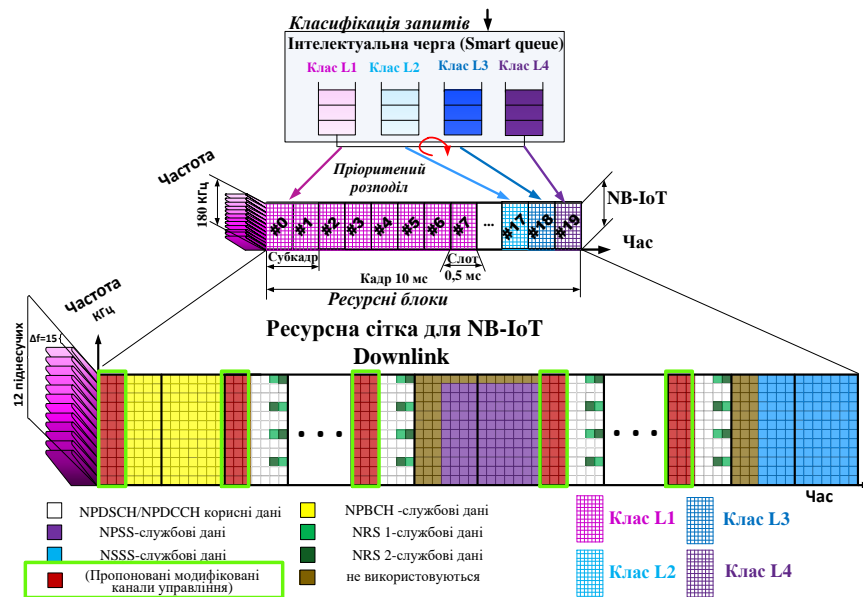 Класифікація запитів
Інтелектуальна черга (Smart queue)
Клас L1 Клас L2 Клас L3 Клас L4
Пріоритений
розподіл
Частота
180 КГц
NB-IoT
#0 #1 #2 #3 #4 #5 #6 #7 ... #17 #18 #19
Час
Субкадр
Слот
0,5 мс
Кадр 10 мс
Ресурсні блоки
Частота
КГц
Ресурсна сітка для NB-IoT
Downlink
Δf=15
12 піднесучих
Час
NPDSCH/NPDCCH корисні дані
NPBCH -службові дані
NPSS-службові дані
NRS 1-службові дані
NSSS-службові дані
NRS 2-службові дані
(Пропоновані модифіковані
канали управління)
не використовуються
Клас L1
Клас L3
Клас L2
Клас L4